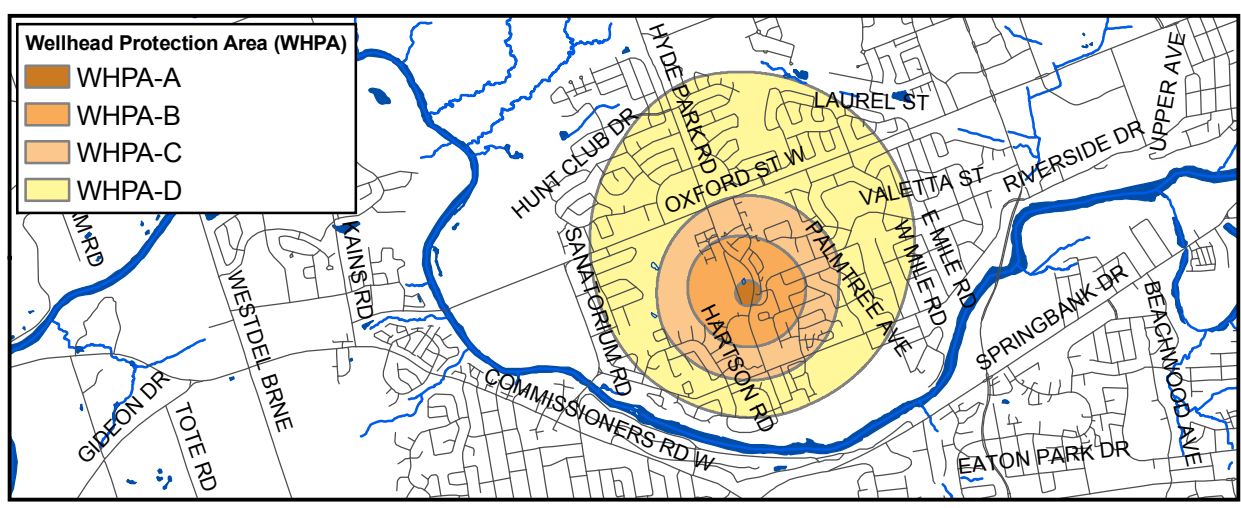 Wellhead Protection Area (WHPA)
WHPA-A
WHPA-B
WHPA-C
WHPA-D
HYDE PARK RD
UPPER AVE
LAUREL ST
HUNT CLUB DR
RIVERSIDE DR
OXFORD ST W
VALETTA ST
M RD
KAINS RD
SANATORIUM RD
PALMTREE AVE
W MILE RD
E MILE RD
WESTDEL BRNE
HARTSON RD
SPRINGBANK DR
BEACHWOOD AVE
GIDEON DR
TOTE RD
COMMISSIONERS RD W
EATON PARK DR